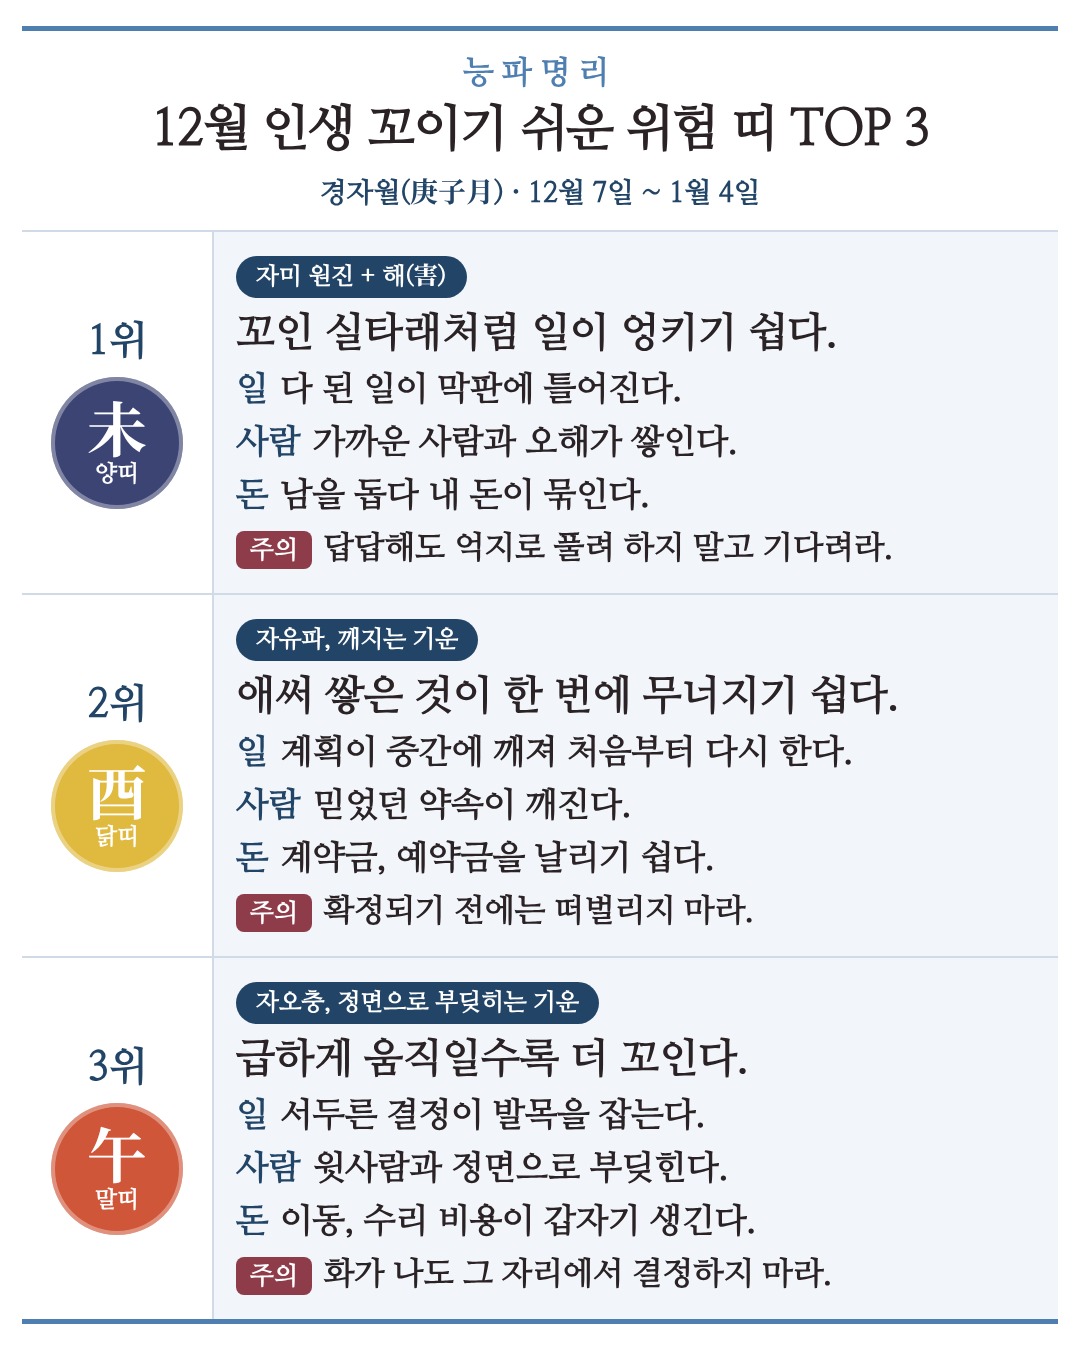 능파명리
12월 인생 꼬이기 쉬운 위험 띠 TOP 3
경자월(庚子月) · 12월 7일 ~ 1월 4일
1위
未
양띠
자미 원진 + 해(害)
꼬인 실타래처럼 일이 엉키기 쉽다.
일 다 된 일이 막판에 틀어진다.
사람 가까운 사람과 오해가 쌓인다.
돈 남을 돕다 내 돈이 묶인다.
주의 답답해도 억지로 풀려 하지 말고 기다려라.
2위
酉
닭띠
자유파, 깨지는 기운
애써 쌓은 것이 한 번에 무너지기 쉽다.
일 계획이 중간에 깨져 처음부터 다시 한다.
사람 믿었던 약속이 깨진다.
돈 계약금, 예약금을 날리기 쉽다.
주의 확정되기 전에는 떠벌리지 마라.
3위
午
말띠
자오충, 정면으로 부딪히는 기운
급하게 움직일수록 더 꼬인다.
일 서두른 결정이 발목을 잡는다.
사람 윗사람과 정면으로 부딪힌다.
돈 이동, 수리 비용이 갑자기 생긴다.
주의 화가 나도 그 자리에서 결정하지 마라.